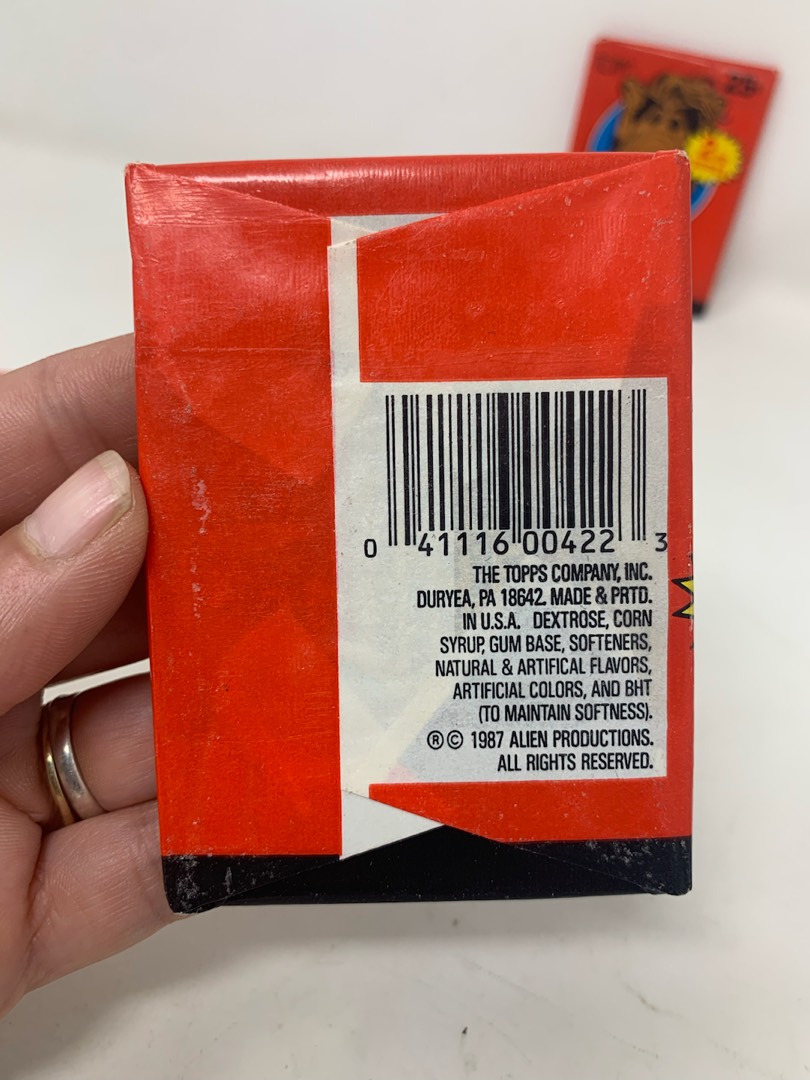 0 41116 00422 3
THE TOPPS COMPANY, INC.
DURYEA, PA 18642. MADE & PRTD.
IN U.S.A. DEXTROSE, CORN
SYRUP, GUM BASE, SOFTENERS,
NATURAL & ARTIFICAL FLAVORS,
ARTIFICIAL COLORS, AND BHT
(TO MAINTAIN SOFTNESS).
®© 1987 ALIEN PRODUCTIONS.
ALL RIGHTS RESERVED.